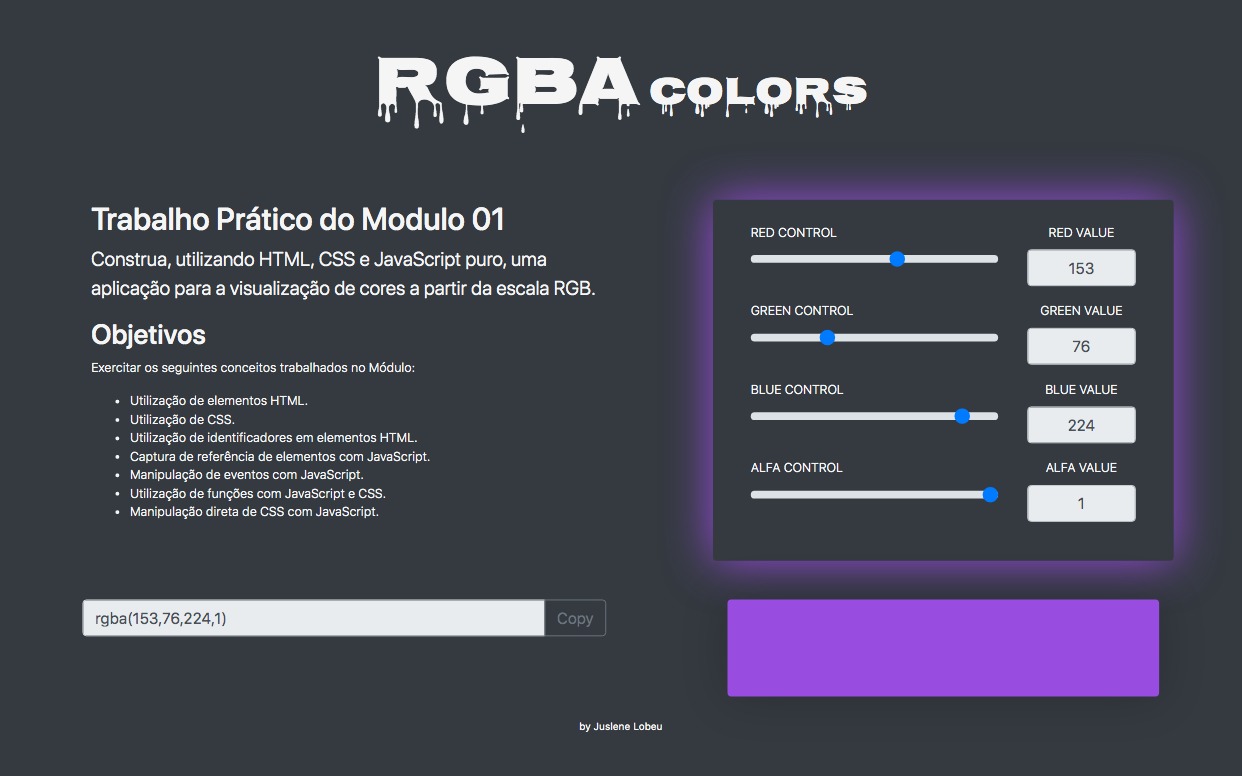 RGBA COLORS
Trabalho Prático do Modulo 01
Construa, utilizando HTML, CSS e JavaScript puro, uma
aplicação para a visualização de cores a partir da escala RGB.
Objetivos
Exercitar os seguintes conceitos trabalhados no Módulo:
• Utilização de elementos HTML.
• Utilização de CSS.
• Utilização de identificadores em elementos HTML.
• Captura de referência de elementos com JavaScript.
• Manipulação de eventos com JavaScript.
• Utilização de funções com JavaScript e CSS.
• Manipulação direta de CSS com JavaScript.
RED CONTROL
RED VALUE
153
GREEN CONTROL
GREEN VALUE
76
BLUE CONTROL
BLUE VALUE
224
ALFA CONTROL
ALFA VALUE
1
rgba(153,76,224,1)
Copy
by Juslene Lobeu